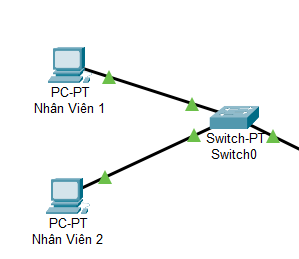 PC-PT
Nhân Viên 1
Switch-PT
Switch0
PC-PT
Nhân Viên 2